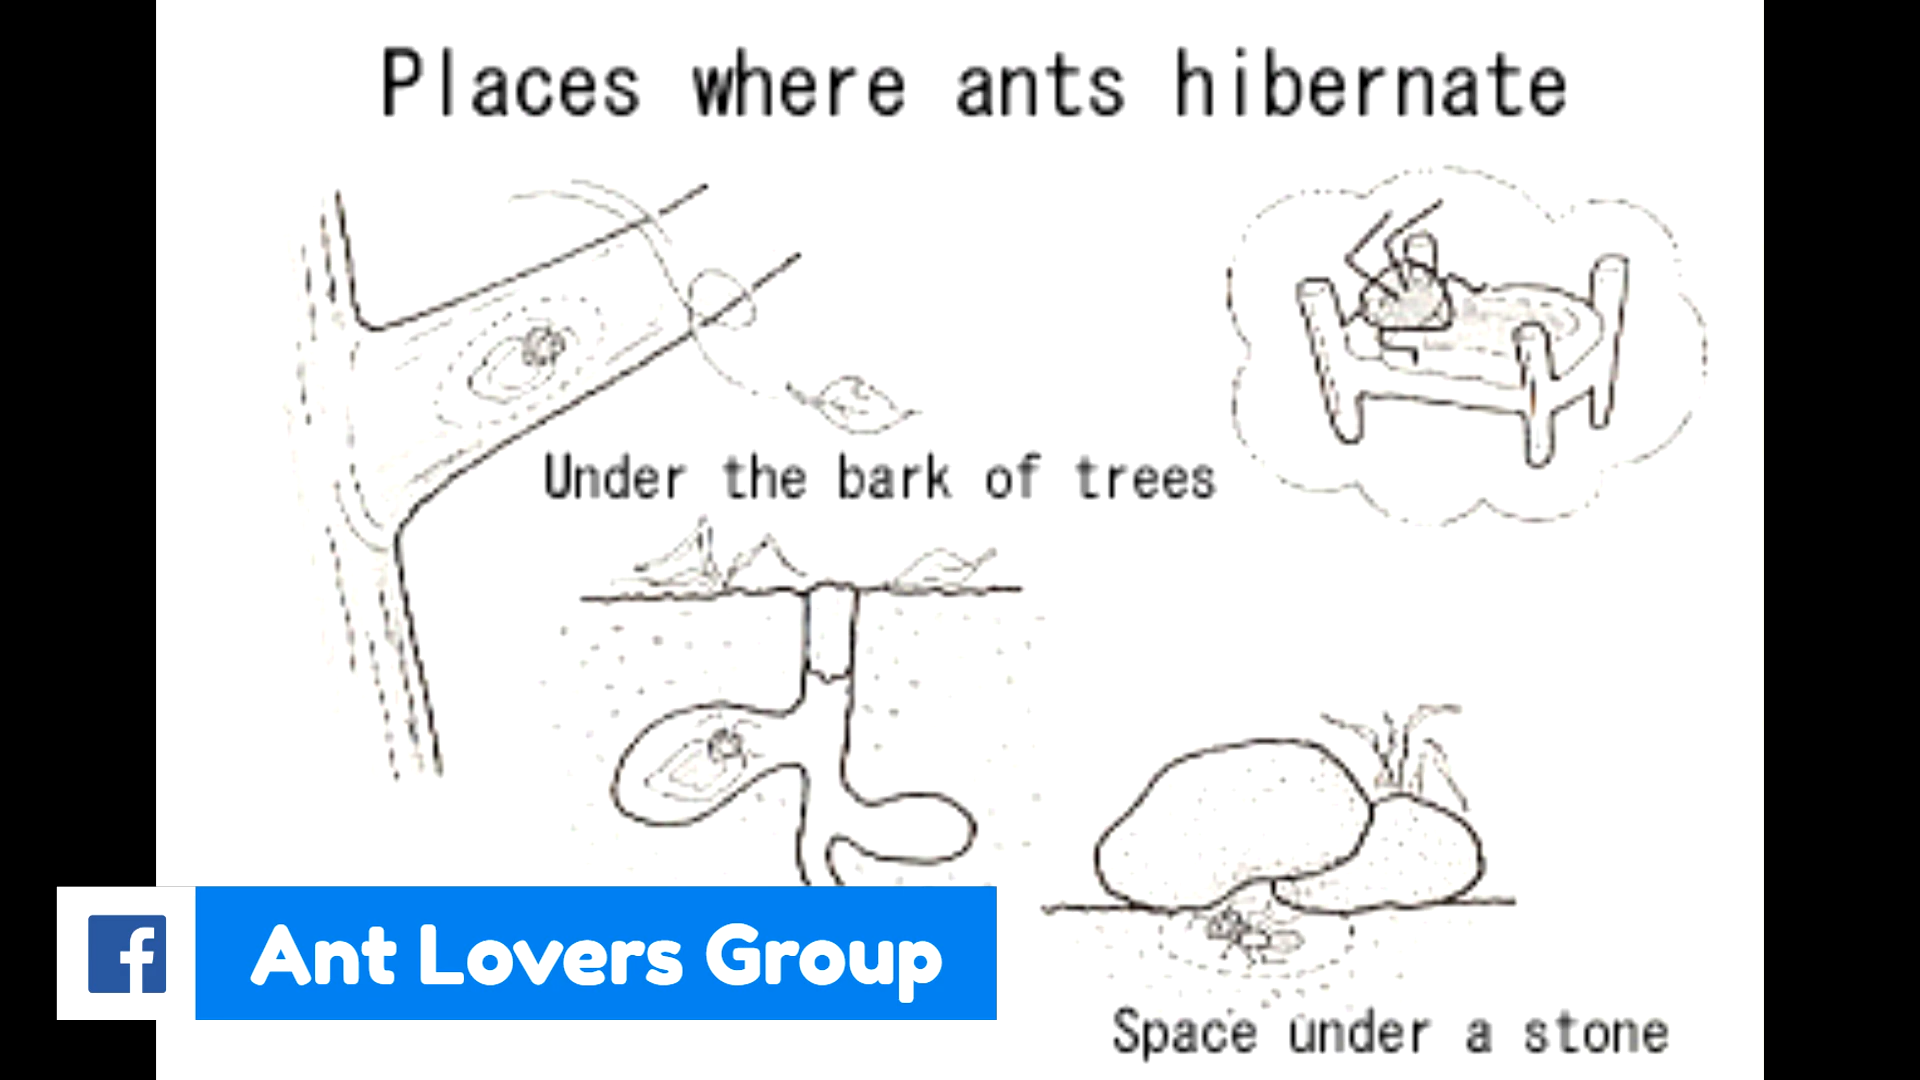 Places where ants hibernate
Under the bark of trees
Ant Lovers Group
Space under a stone